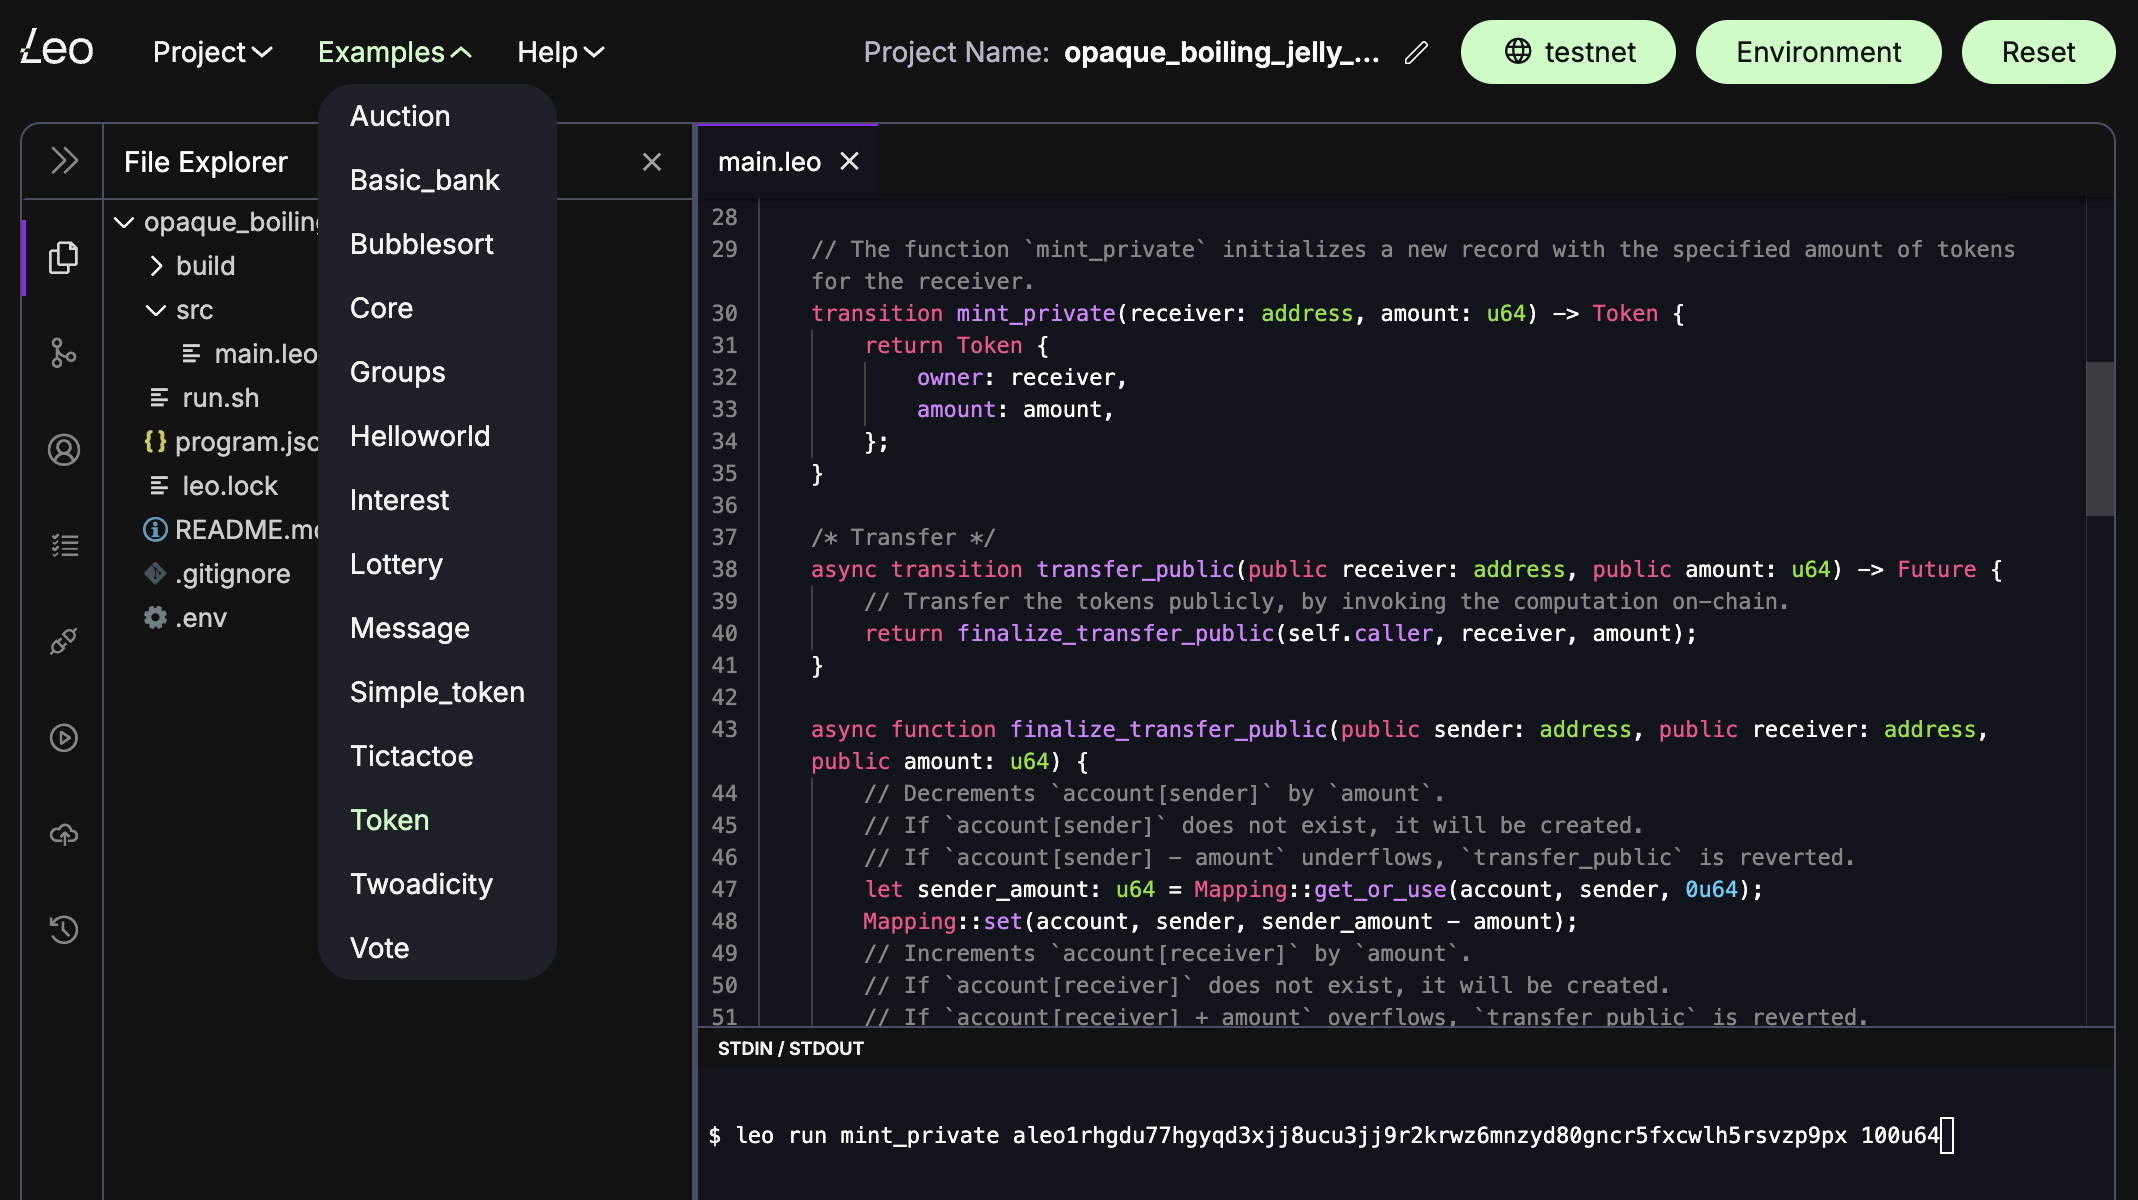 Leo
Project
Examples
Help
Project Name: opaque_boiling_jelly_...
testnet
Environment
Reset
Auction
Basic_bank
Bubblesort
Core
Groups
Helloworld
Interest
Lottery
Message
Simple_token
Tictactoe
Token
Twoadicity
Vote
File Explorer
opaque_boiling
build
src
main.leo
run.sh
program.jsc
leo.lock
README.m
.gitignore
.env
main.leo
28
29 // The function `mint_private` initializes a new record with the specified amount of tokens
for the receiver.
30 transition mint_private(receiver: address, amount: u64) -> Token {
31 return Token {
32 owner: receiver,
33 amount: amount,
34 };
35 }
36
37 /* Transfer */
38 async transition transfer_public(public receiver: address, public amount: u64) -> Future {
39 // Transfer the tokens publicly, by invoking the computation on-chain.
40 return finalize_transfer_public(self.caller, receiver, amount);
41 }
42
43 async function finalize_transfer_public(public sender: address, public receiver: address,
public amount: u64) {
44 // Decrements `account[sender]` by `amount`.
45 // If `account[sender]` does not exist, it will be created.
46 // If `account[sender] - amount` underflows, `transfer_public` is reverted.
47 let sender_amount: u64 = Mapping::get_or_use(account, sender, 0u64);
48 Mapping::set(account, sender, sender_amount - amount);
49 // Increments `account[receiver]` by `amount`.
50 // If `account[receiver]` does not exist, it will be created.
51 // If `account[receiver] + amount` overflows, `transfer_public` is reverted.
STDIN / STDOUT
$ leo run mint_private aleo1rhgdu77hgyqd3xjj8ucu3jj9r2krwz6mnzyd80gncr5fxcwlh5rsvzp9px 100u64